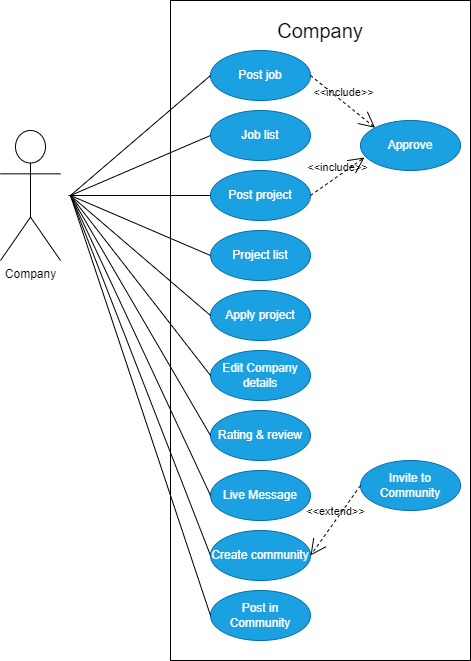 Company
Post job
<<include>>
Job list
Approve
<<include>>
Post project
Project list
Company
Apply project
Edit Company
details
Rating & review
Invite to
Community
Live Message
<<extend>>
Create community
Post in
Community